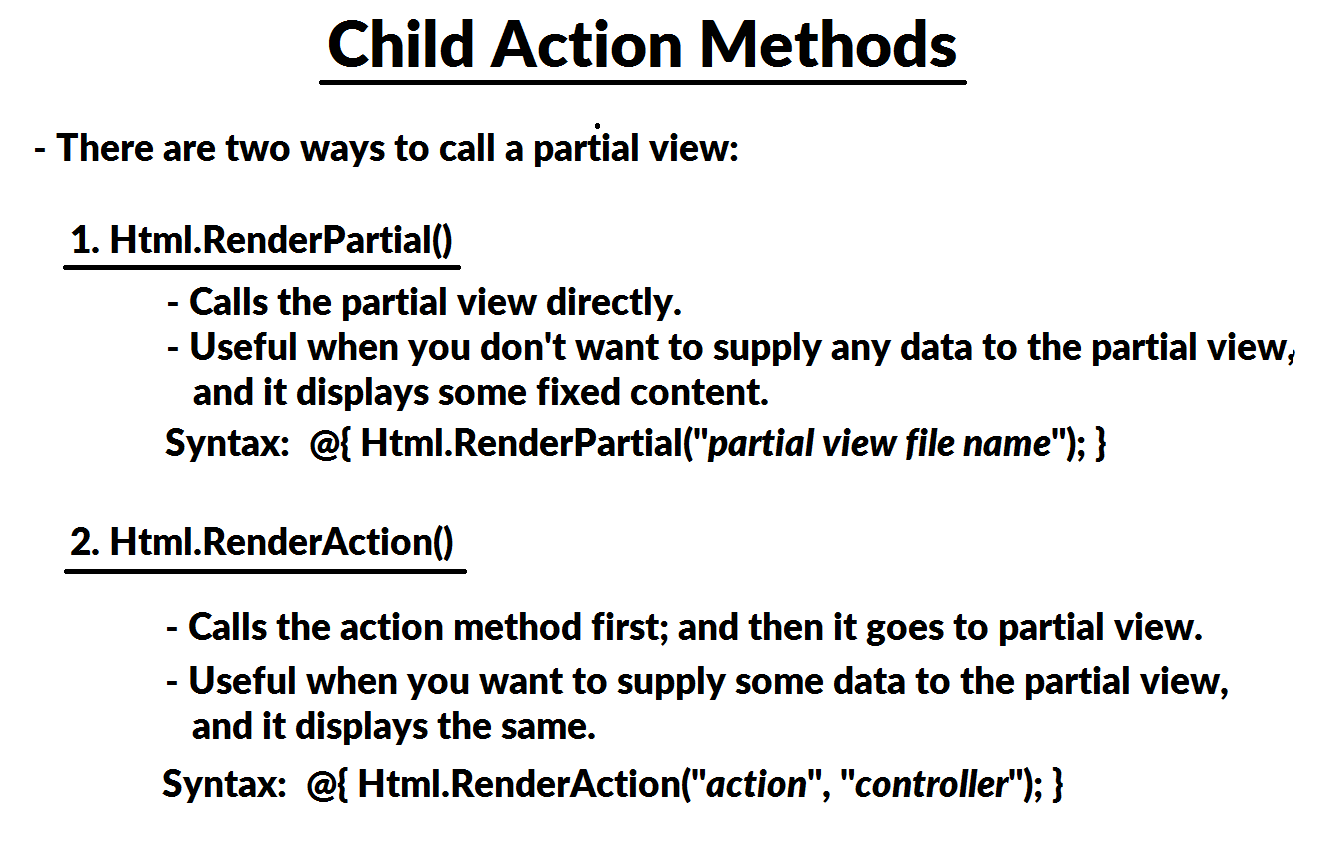 Child Action Methods
- There are two ways to call a partial view:
1. Html.RenderPartial()
- Calls the partial view directly.
- Useful when you don't want to supply any data to the partial view,
and it displays some fixed content.
Syntax: @{ Html.RenderPartial("partial view file name"); }
2. Html.RenderAction()
- Calls the action method first; and then it goes to partial view.
- Useful when you want to supply some data to the partial view,
and it displays the same.
Syntax: @{ Html.RenderAction("action", "controller"); }